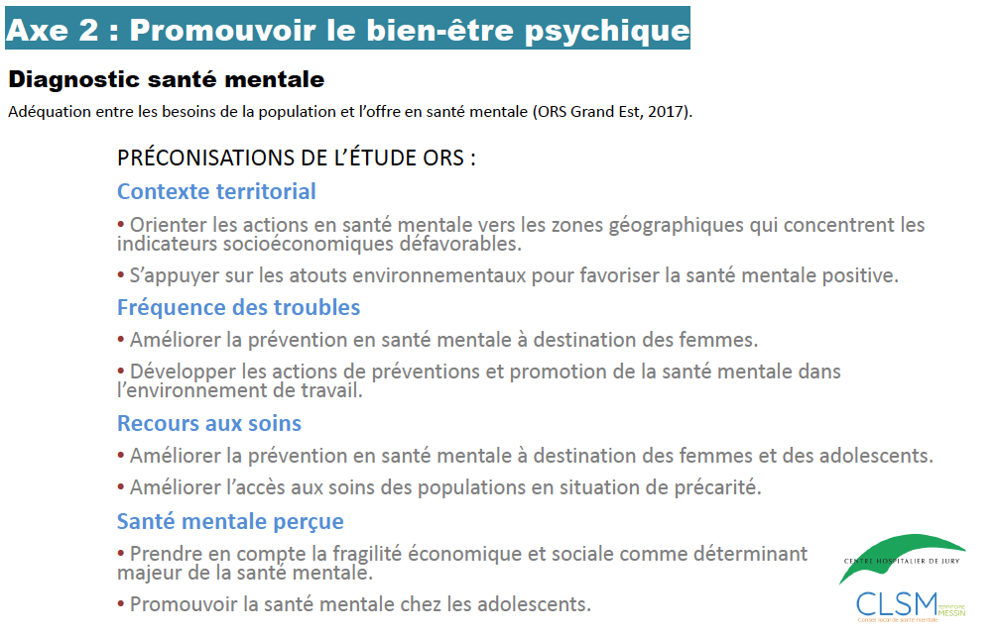 Axe 2 : Promouvoir le bien-être psychique
Diagnostic santé mentale
Adéquation entre les besoins de la population et l'offre en santé mentale (ORS Grand Est, 2017).
PRÉCONISATIONS DE L'ÉTUDE ORS :
Contexte territorial
• Orienter les actions en santé mentale vers les zones géographiques qui concentrent les
indicateurs socioéconomiques défavorables.
• S'appuyer sur les atouts environnementaux pour favoriser la santé mentale positive.
Fréquence des troubles
• Améliorer la prévention en santé mentale à destination des femmes.
• Développer les actions de préventions et promotion de la santé mentale dans
l'environnement de travail.
Recours aux soins
• Améliorer la prévention en santé mentale à destination des femmes et des adolescents.
• Améliorer l'accès aux soins des populations en situation de précarité.
Santé mentale perçue
• Prendre en compte la fragilité économique et sociale comme déterminant
majeur de la santé mentale.
• Promouvoir la santé mentale chez les adolescents.
CENTRE HOSPITALIER DE JURY
CLSM
TERRITOIRE
MESSIN
Conseil local de santé mentale